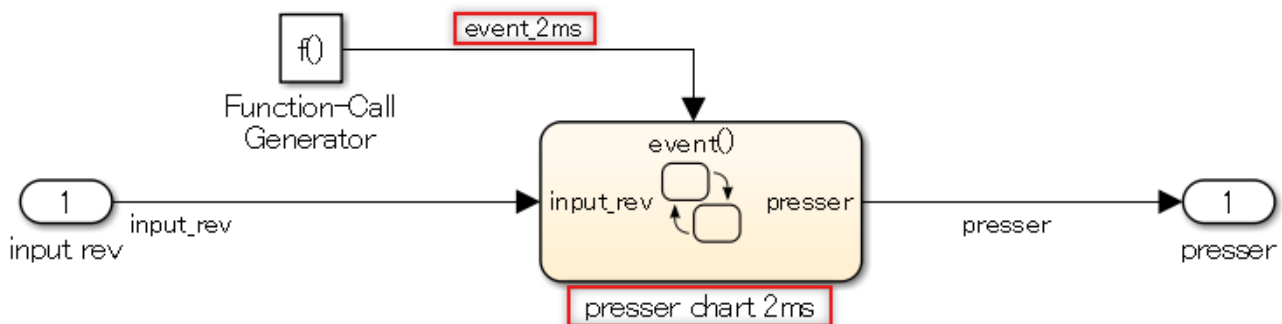 event_2ms
f()
Function-Call
Generator
event()
input_rev
presser
1
input_rev
input rev
presser
1
presser
presser chart 2ms